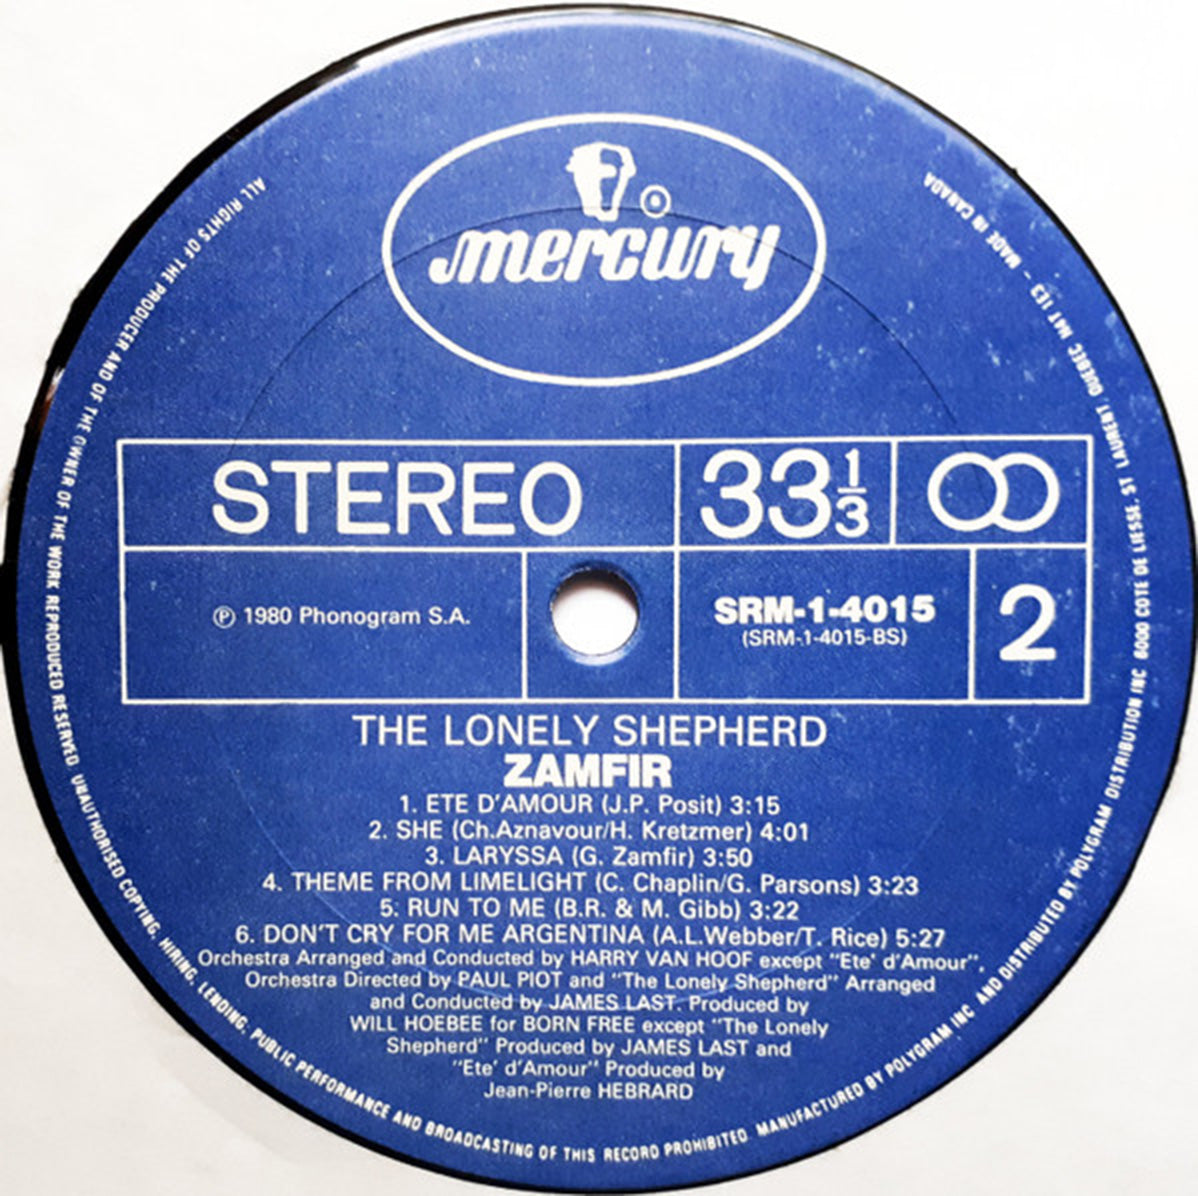 mercury
STEREO
33 1/3
℗ 1980 Phonogram S.A.
SRM-1-4015
(SRM-1-4015-BS)
2
THE LONELY SHEPHERD
ZAMFIR
1. ETE D'AMOUR (J.P. Posit) 3:15
2. SHE (Ch.Aznavour/H. Kretzmer) 4:01
3. LARYSSA (G. Zamfir) 3:50
4. THEME FROM LIMELIGHT (C. Chaplin/G. Parsons) 3:23
5. RUN TO ME (B.R. & M. Gibb) 3:22
6. DON'T CRY FOR ME ARGENTINA (A.L.Webber/T. Rice) 5:27
Orchestra Arranged and Conducted by HARRY VAN HOOF except "Ete' d'Amour",
Orchestra Directed by PAUL PIOT and "The Lonely Shepherd" Arranged
and Conducted by JAMES LAST. Produced by
WILL HOEBEE for BORN FREE except "The Lonely
Shepherd" Produced by JAMES LAST and
"Ete' d'Amour" Produced by
Jean-Pierre HEBRARD
ALL RIGHTS OF THE PRODUCER AND OF THE OWNER OF THE WORK REPRODUCED RESERVED. UNAUTHORISED COPYING, HIRING, LENDING, PUBLIC PERFORMANCE AND BROADCASTING OF THIS RECORD PROHIBITED. MANUFACTURED BY POLYGRAM INC AND DISTRIBUTED BY POLYGRAM DISTRIBUTION INC 6000 COTE DE LIESSE, ST LAURENT, QUEBEC H4T 1E3 - MADE IN CANADA